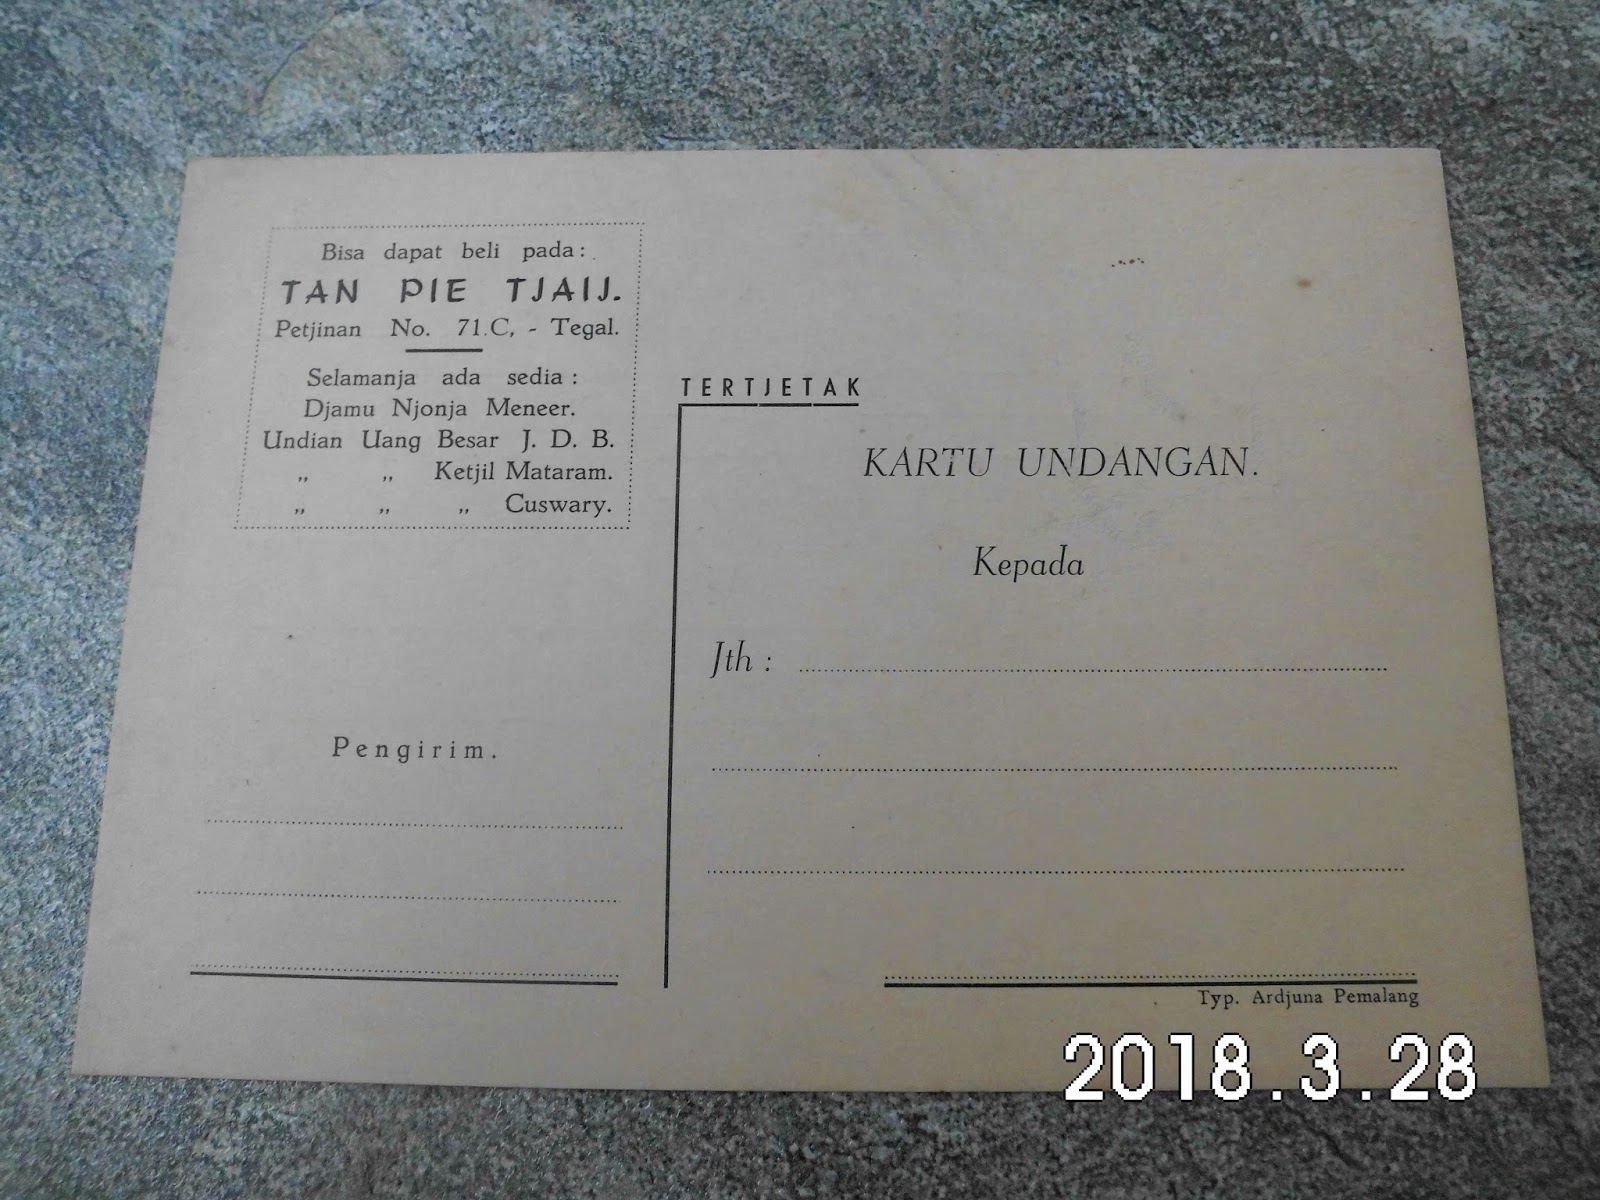 Bisa dapat beli pada :
TAN PIE TJAIJ.
Petjinan No. 71.C, - Tegal.
Selamanja ada sedia :
Djamu Njonja Meneer.
Undian Uang Besar J. D. B.
„ „ Ketjil Mataram.
„ „ „ Cuswary.
Pengirim.
TERTJETAK
KARTU UNDANGAN.
Kepada
Jth :
Typ. Ardjuna Pemalang
2018.3.28